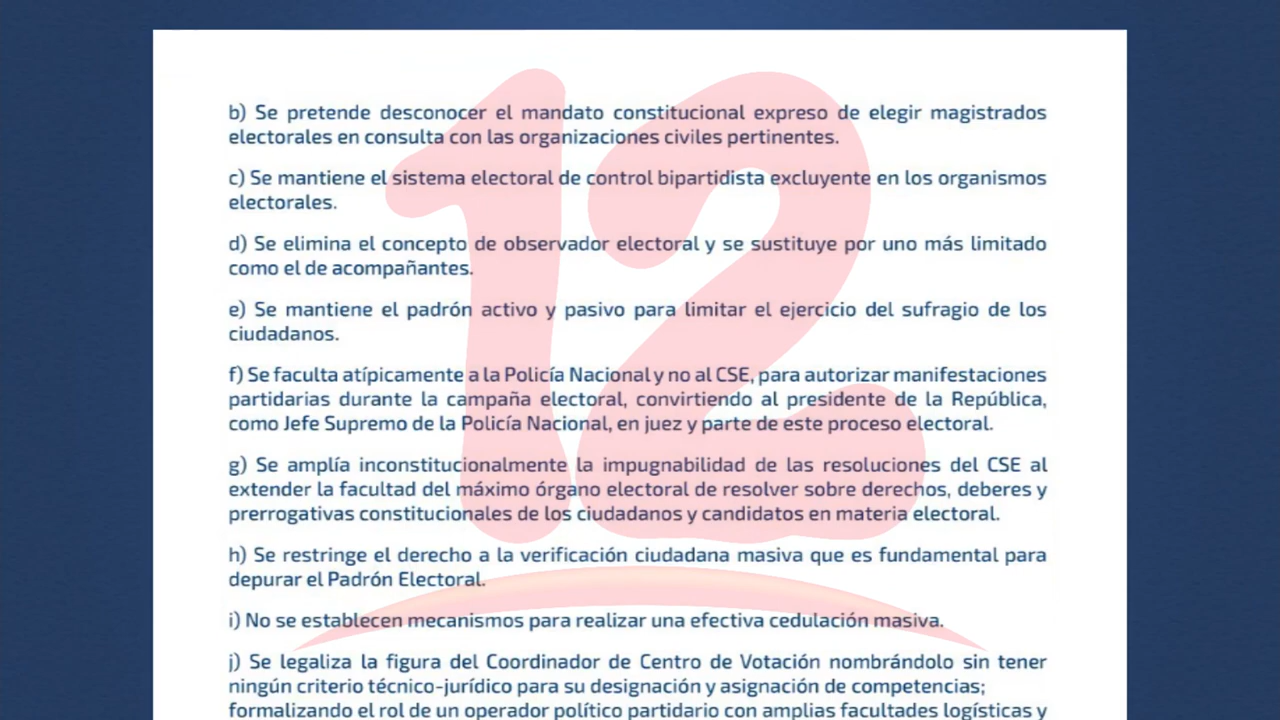 12
b) Se pretende desconocer el mandato constitucional expreso de elegir magistrados
electorales en consulta con las organizaciones civiles pertinentes.
c) Se mantiene el sistema electoral de control bipartidista excluyente en los organismos
electorales.
d) Se elimina el concepto de observador electoral y se sustituye por uno más limitado
como el de acompañantes.
e) Se mantiene el padrón activo y pasivo para limitar el ejercicio del sufragio de los
ciudadanos.
f) Se faculta atípicamente a la Policía Nacional y no al CSE, para autorizar manifestaciones
partidarias durante la campaña electoral, convirtiendo al presidente de la República,
como Jefe Supremo de la Policía Nacional, en juez y parte de este proceso electoral.
g) Se amplía inconstitucionalmente la impugnabilidad de las resoluciones del CSE al
extender la facultad del máximo órgano electoral de resolver sobre derechos, deberes y
prerrogativas constitucionales de los ciudadanos y candidatos en materia electoral.
h) Se restringe el derecho a la verificación ciudadana masiva que es fundamental para
depurar el Padrón Electoral.
i) No se establecen mecanismos para realizar una efectiva cedulación masiva.
j) Se legaliza la figura del Coordinador de Centro de Votación nombrándolo sin tener
ningún criterio técnico-jurídico para su designación y asignación de competencias;
formalizando el rol de un operador político partidario con amplias facultades logísticas y